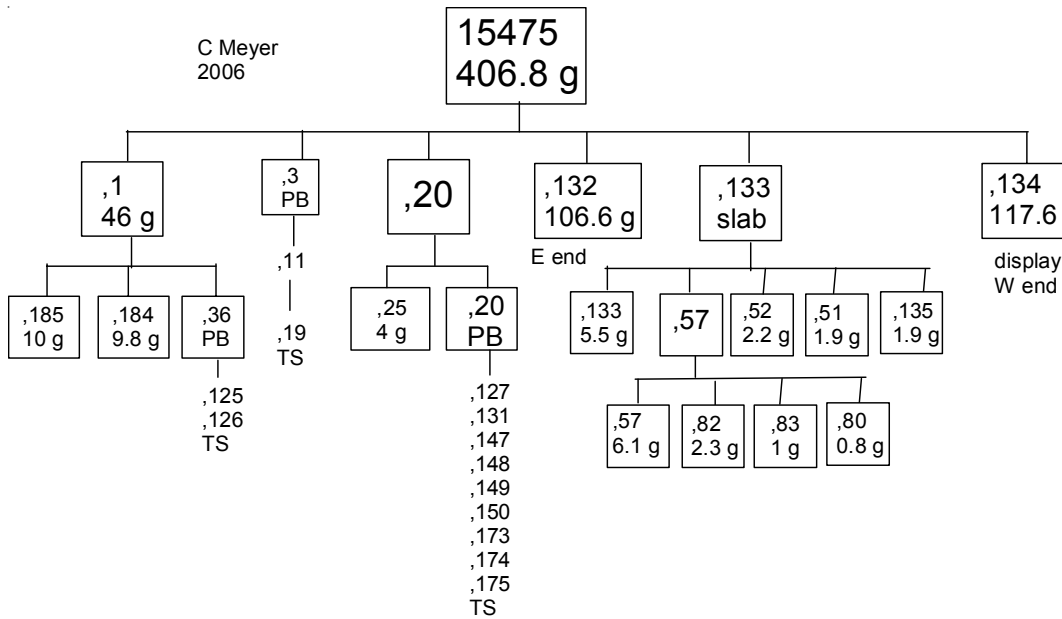 C Meyer
2006
15475
406.8 g
,1
46 g
,3
PB
,20
,132
106.6 g
E end
,133
slab
,134
117.6
display
W end
,185
10 g
,184
9.8 g
,36
PB
,125
,126
TS
,11
,19
TS
,25
4 g
,20
PB
,127
,131
,147
,148
,149
,150
,173
,174
,175
TS
,133
5.5 g
,57
,52
2.2 g
,51
1.9 g
,135
1.9 g
,57
6.1 g
,82
2.3 g
,83
1 g
,80
0.8 g